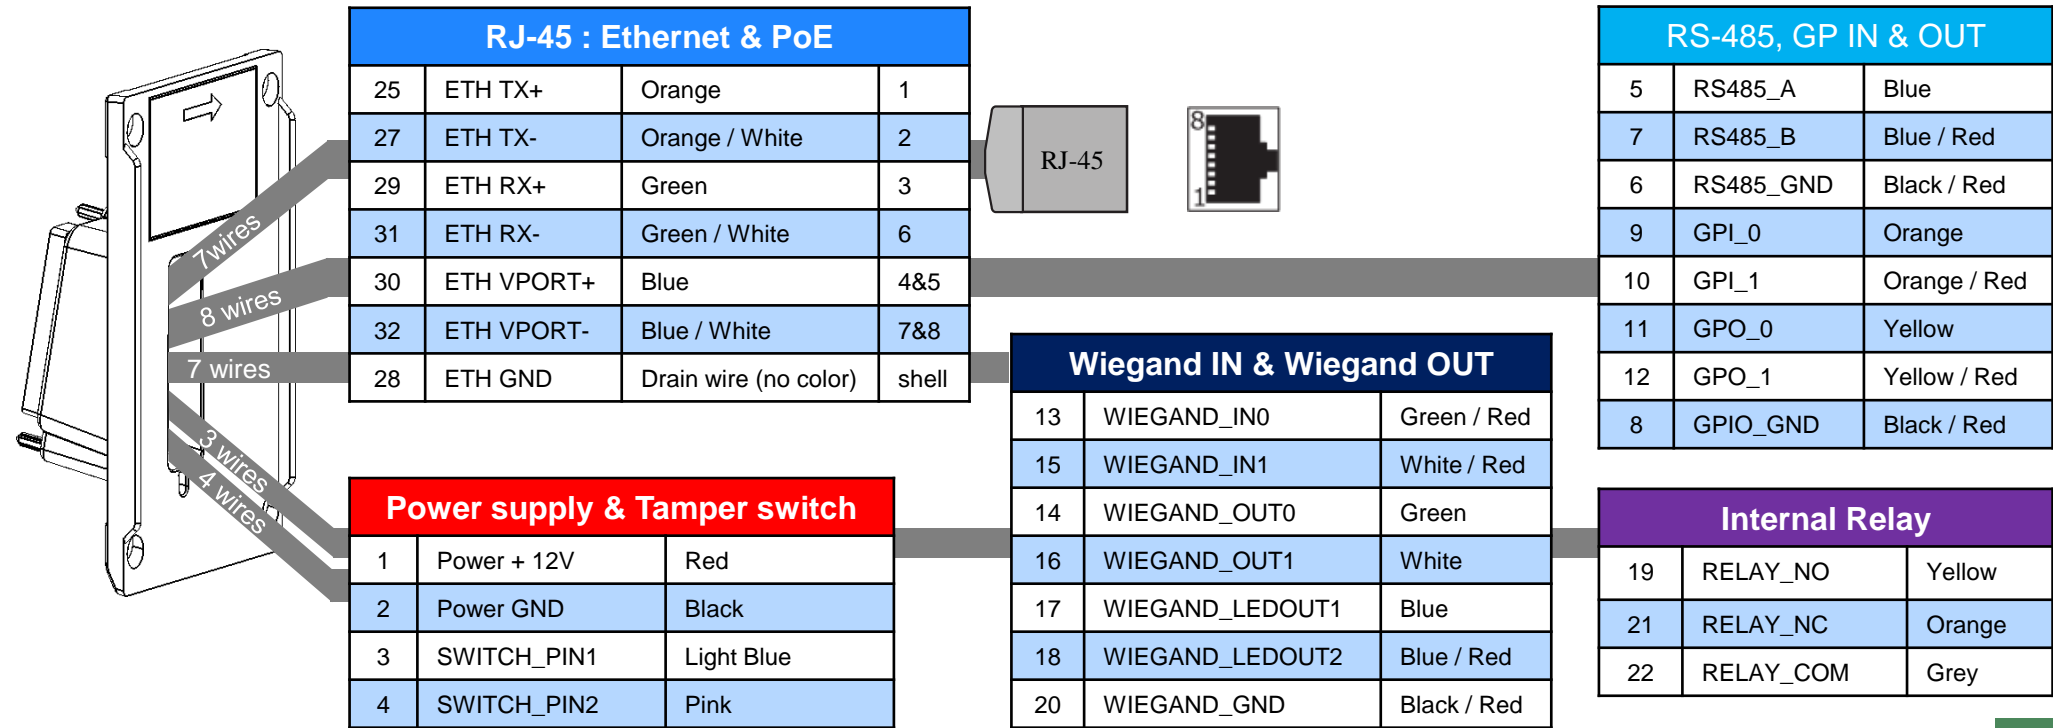 RJ-45 : Ethernet & PoE
25 ETH TX+ Orange 1
27 ETH TX- Orange / White 2
29 ETH RX+ Green 3
31 ETH RX- Green / White 6
30 ETH VPORT+ Blue 4&5
32 ETH VPORT- Blue / White 7&8
28 ETH GND Drain wire (no color) shell
7wires
8 wires
7 wires
3 wires
4 wires
RJ-45
8
1
RS-485, GP IN & OUT
5 RS485_A Blue
7 RS485_B Blue / Red
6 RS485_GND Black / Red
9 GPI_0 Orange
10 GPI_1 Orange / Red
11 GPO_0 Yellow
12 GPO_1 Yellow / Red
8 GPIO_GND Black / Red
Power supply & Tamper switch
1 Power + 12V Red
2 Power GND Black
3 SWITCH_PIN1 Light Blue
4 SWITCH_PIN2 Pink
Wiegand IN & Wiegand OUT
13 WIEGAND_IN0 Green / Red
15 WIEGAND_IN1 White / Red
14 WIEGAND_OUT0 Green
16 WIEGAND_OUT1 White
17 WIEGAND_LEDOUT1 Blue
18 WIEGAND_LEDOUT2 Blue / Red
20 WIEGAND_GND Black / Red
Internal Relay
19 RELAY_NO Yellow
21 RELAY_NC Orange
22 RELAY_COM Grey